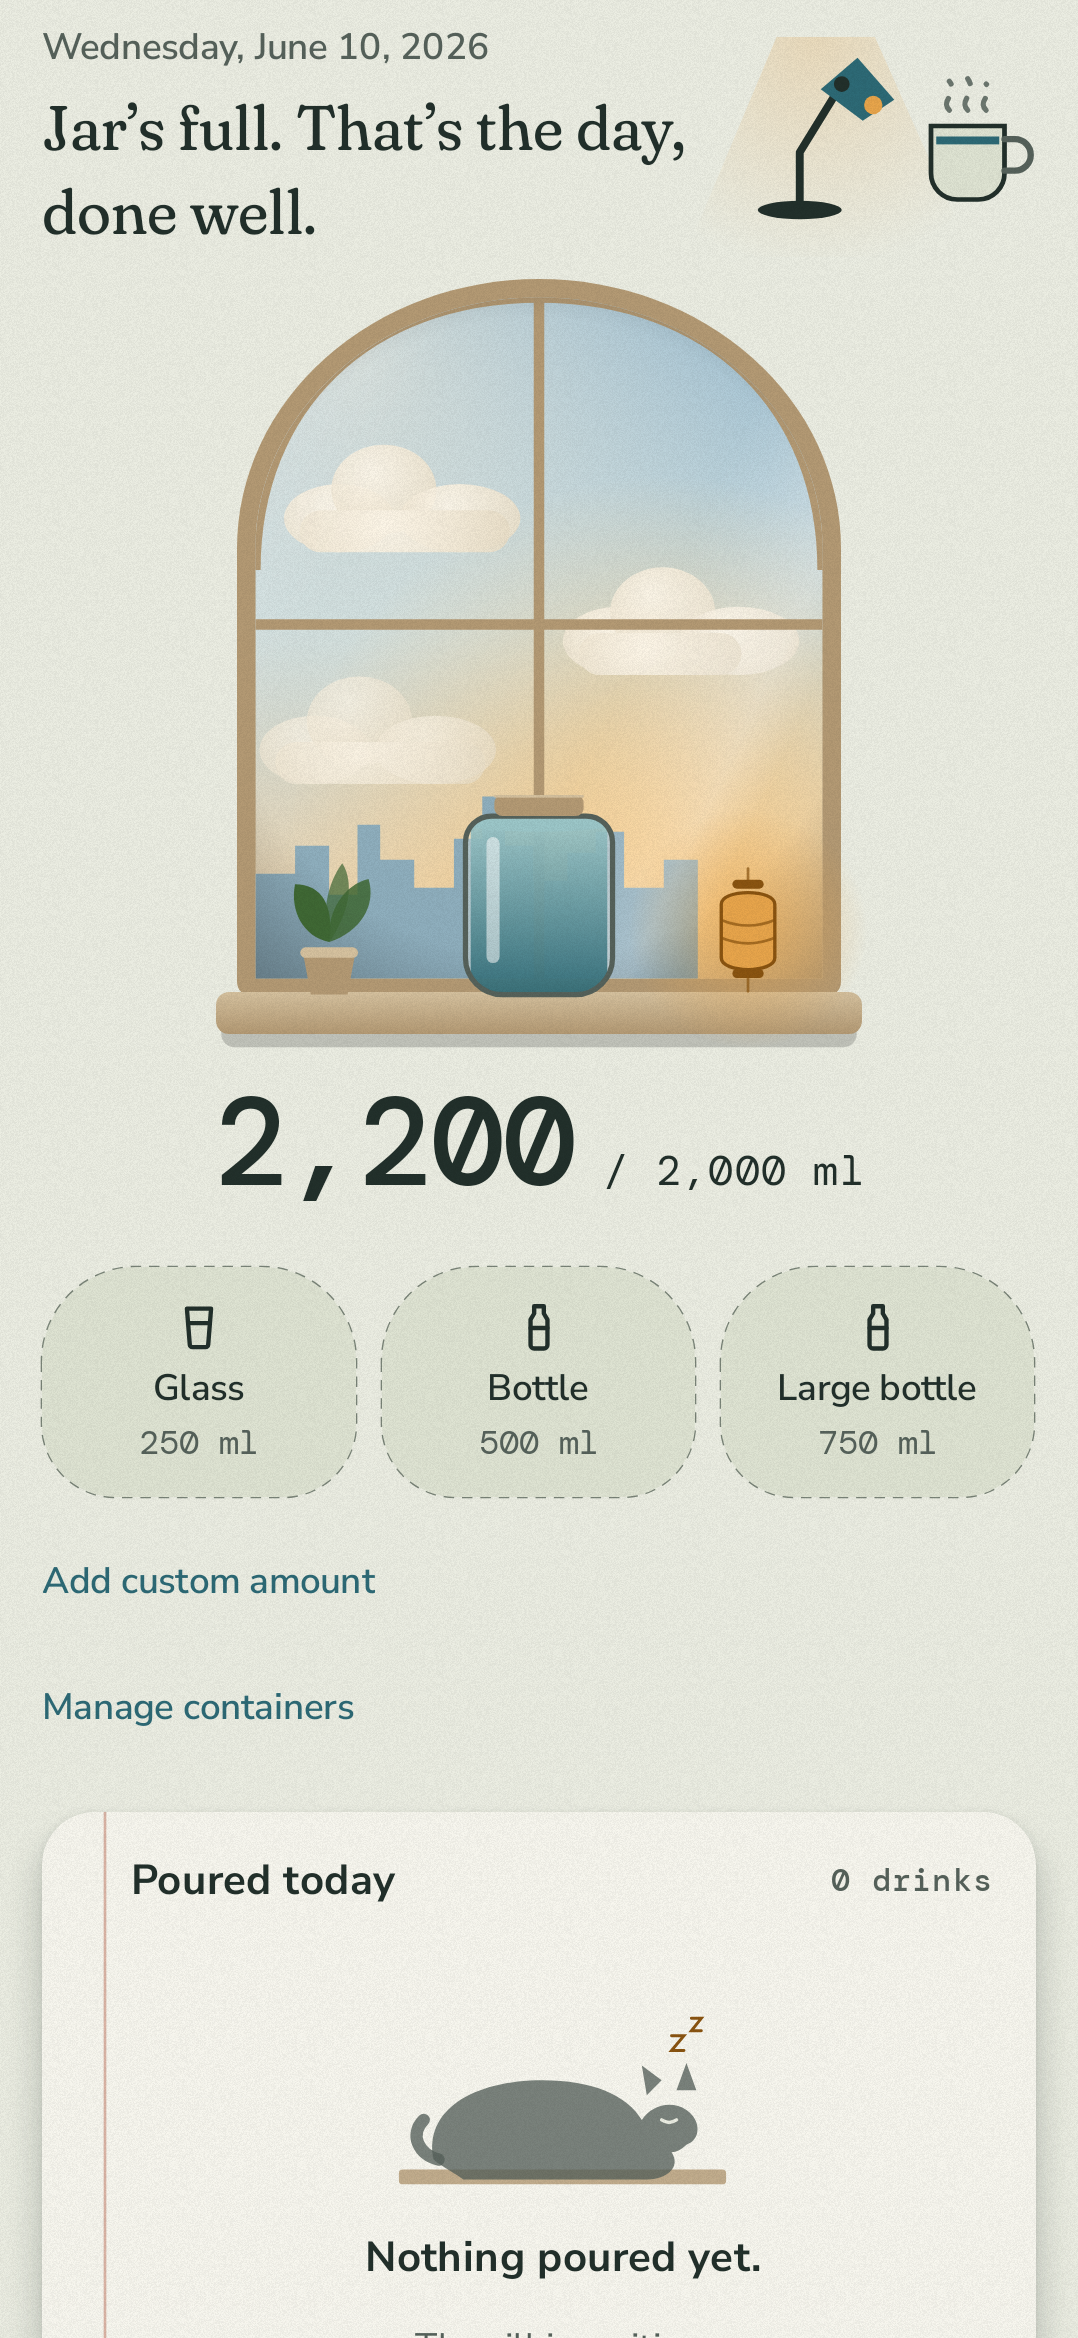 Wednesday, June 10, 2026
Jar’s full. That’s the day,
done well.
2,200 / 2,000 ml
Glass
250 ml
Bottle
500 ml
Large bottle
750 ml
Add custom amount
Manage containers
Poured today
0 drinks
z z
Nothing poured yet.